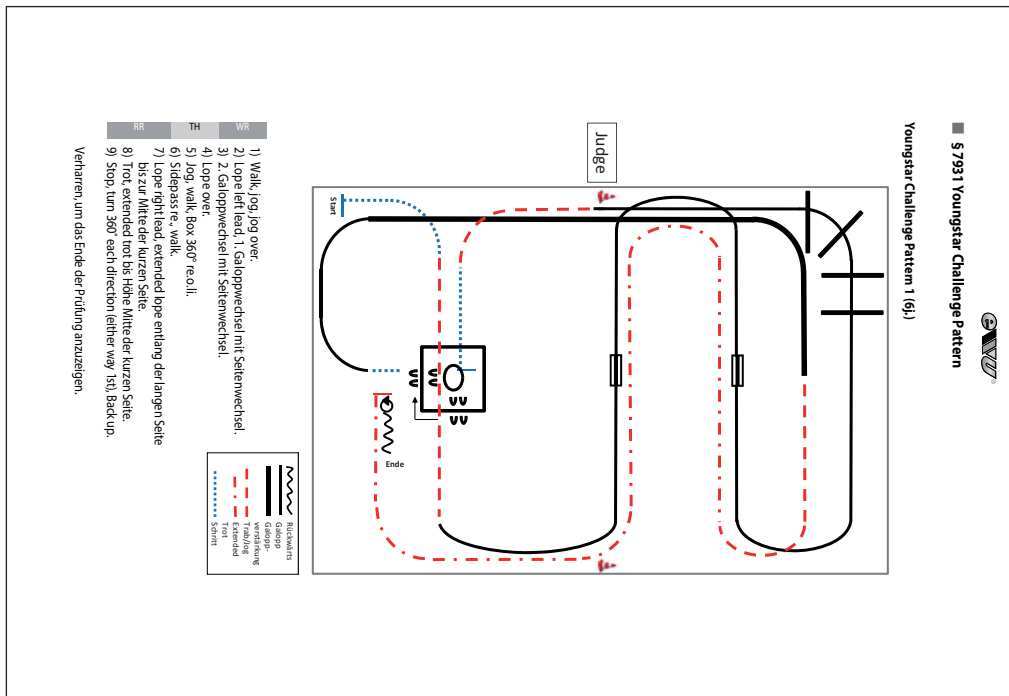 ewu
§ 7931 Youngstar Challenge Pattern
Youngstar Challenge Pattern 1 (6j.)
Judge
Start
Ende
WR
TH
RR
1) Walk, jog, jog over.
2) Lope left lead, 1. Galoppwechsel mit Seitenwechsel.
3) 2. Galoppwechsel mit Seitenwechsel.
4) Lope over.
5) Jog, walk, Box 360° re.o.li.
6) Sidepass re., walk.
7) Lope right lead, extended lope entlang der langen Seite
bis zur Mitte der kurzen Seite.
8) Trot, extended trot bis Höhe Mitte der kurzen Seite.
9) Stop, turn 360° each direction (either way 1st), Back up.
Verharren, um das Ende der Prüfung anzuzeigen.
Rückwärts
Galopp
Galopp-
verstärkung
Trab/Jog
Extended
Trot
Schritt